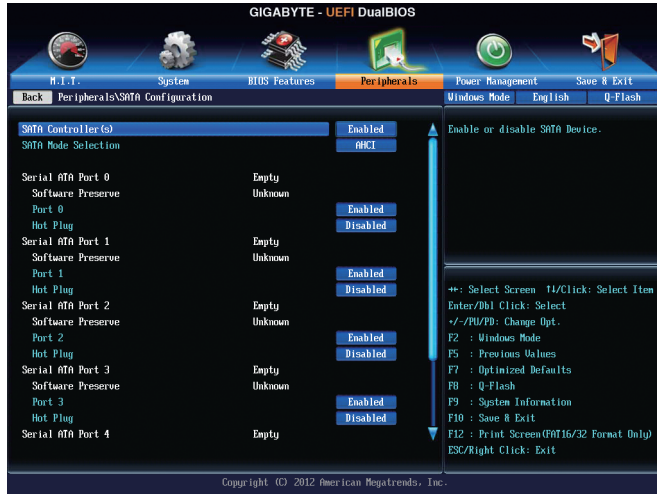 GIGABYTE - UEFI DualBIOS
M.I.T. System BIOS Features Peripherals Power Management Save & Exit
Back Peripherals\SATA Configuration Windows Mode English Q-Flash
SATA Controller(s) Enabled
SATA Mode Selection AHCI
Serial ATA Port 0 Empty
Software Preserve Unknown
Port 0 Enabled
Hot Plug Disabled
Serial ATA Port 1 Empty
Software Preserve Unknown
Port 1 Enabled
Hot Plug Disabled
Serial ATA Port 2 Empty
Software Preserve Unknown
Port 2 Enabled
Hot Plug Disabled
Serial ATA Port 3 Empty
Software Preserve Unknown
Port 3 Enabled
Hot Plug Disabled
Serial ATA Port 4 Empty
Enable or disable SATA Device.
↔: Select Screen ↑↓/Click: Select Item
Enter/Dbl Click: Select
+/-/PU/PD: Change Opt.
F2 : Windows Mode
F5 : Previous Values
F7 : Optimized Defaults
F8 : Q-Flash
F9 : System Information
F10 : Save & Exit
F12 : Print Screen(FAT16/32 Format Only)
ESC/Right Click: Exit
Copyright (C) 2012 American Megatrends, Inc.